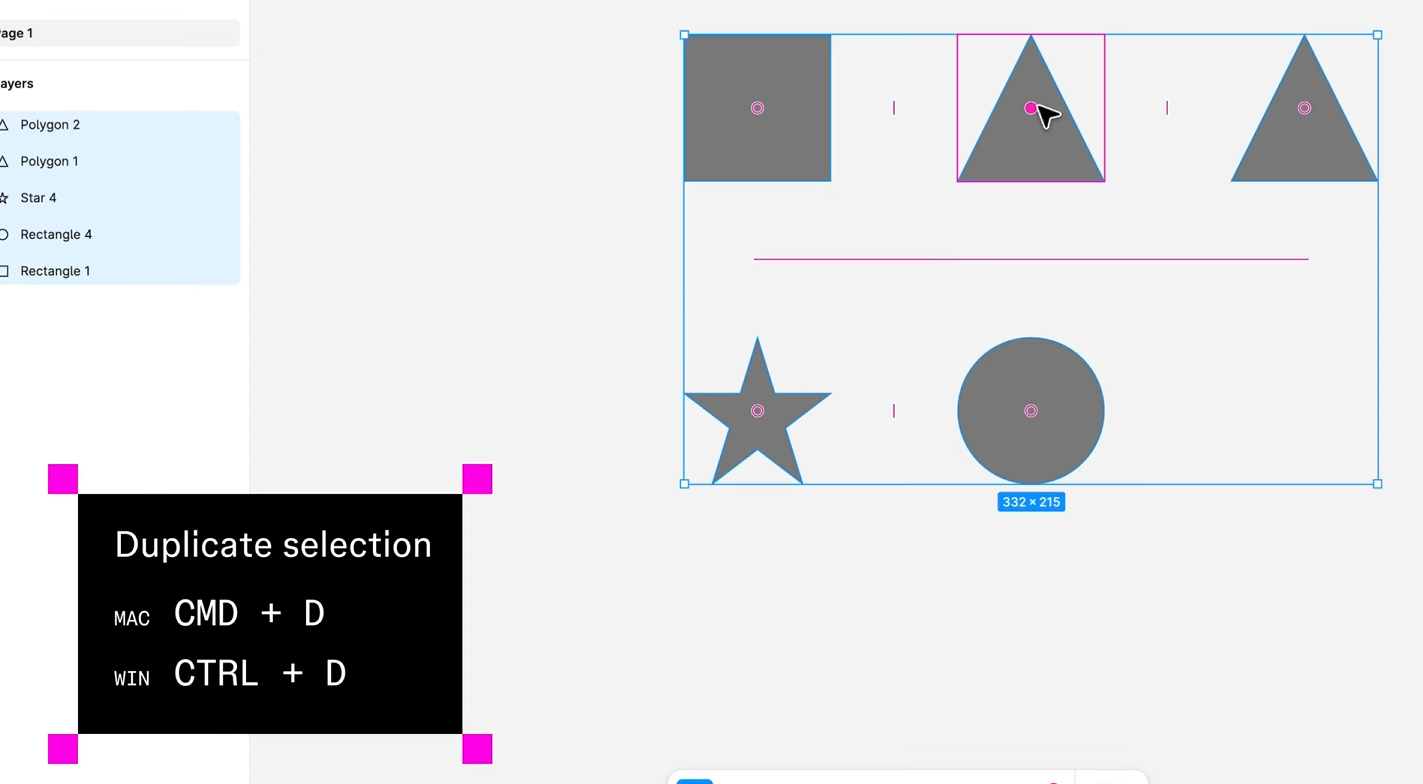 age 1
ayers
Polygon 2
Polygon 1
Star 4
Rectangle 4
Rectangle 1
332 × 215
Duplicate selection
MAC CMD + D
WIN CTRL + D